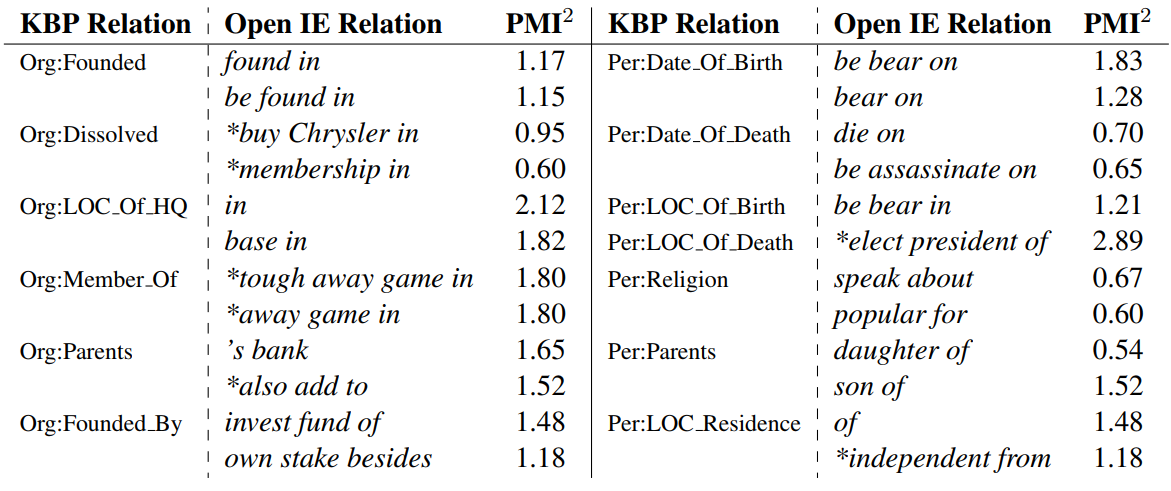 KBP Relation Open IE Relation PMI² KBP Relation Open IE Relation PMI²
Org:Founded found in 1.17 Per:Date_Of_Birth be bear on 1.83
be found in 1.15 bear on 1.28
Org:Dissolved *buy Chrysler in 0.95 Per:Date_Of_Death die on 0.70
*membership in 0.60 be assassinate on 0.65
Org:LOC_Of_HQ in 2.12 Per:LOC_Of_Birth be bear in 1.21
base in 1.82 Per:LOC_Of_Death *elect president of 2.89
Org:Member_Of *tough away game in 1.80 Per:Religion speak about 0.67
*away game in 1.80 popular for 0.60
Org:Parents ’s bank 1.65 Per:Parents daughter of 0.54
*also add to 1.52 son of 1.52
Org:Founded_By invest fund of 1.48 Per:LOC_Residence of 1.48
own stake besides 1.18 *independent from 1.18